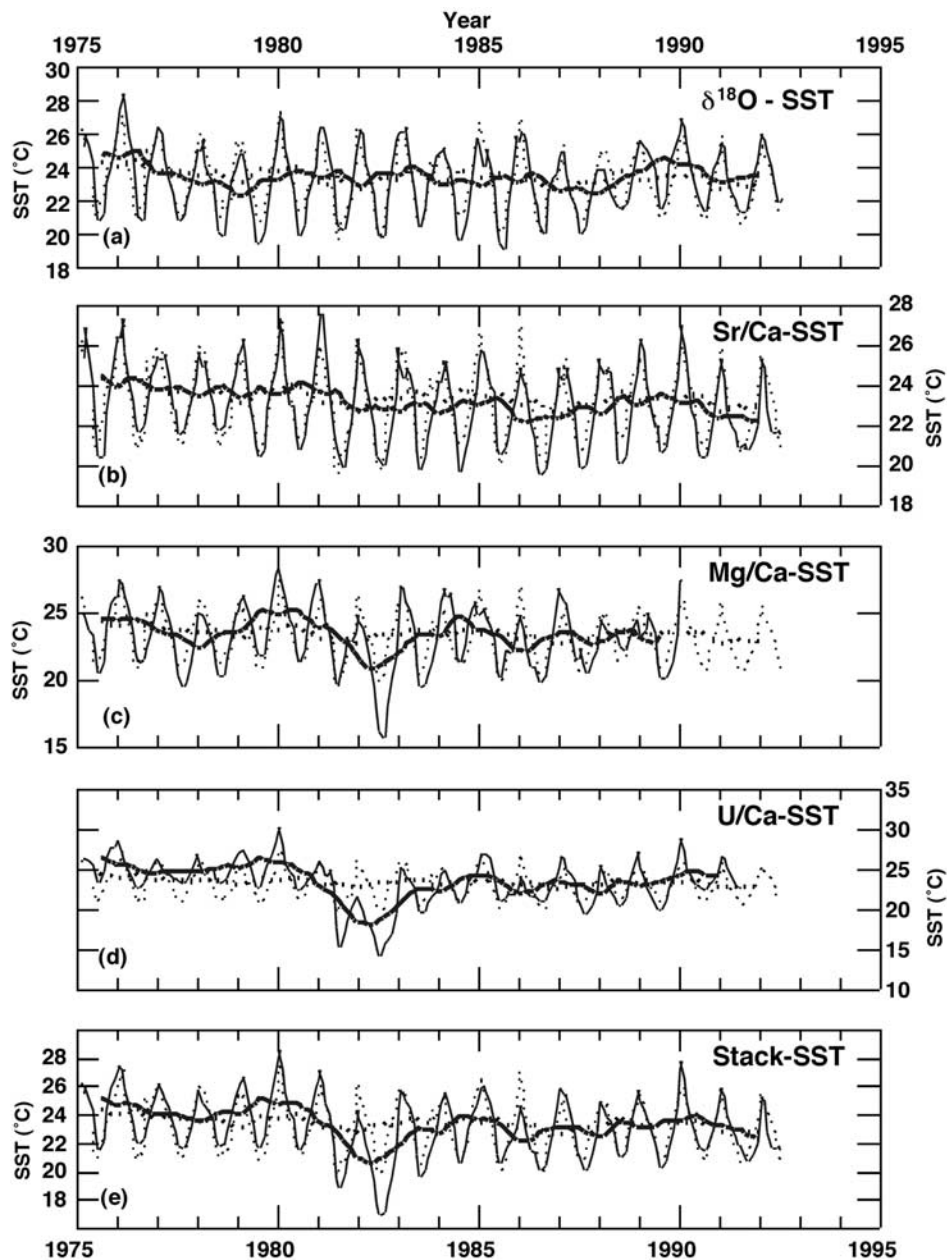 Year
1975 1980 1985 1990 1995
30
28
26
24
22
20
18
SST (˚C)
δ18O - SST
(a)
28
26
24
22
20
18
SST (˚C)
Sr/Ca-SST
(b)
30
25
20
15
SST (˚C)
Mg/Ca-SST
(c)
35
30
25
20
15
10
SST (˚C)
U/Ca-SST
(d)
28
26
24
22
20
18
SST (˚C)
Stack-SST
(e)
1975 1980 1985 1990 1995